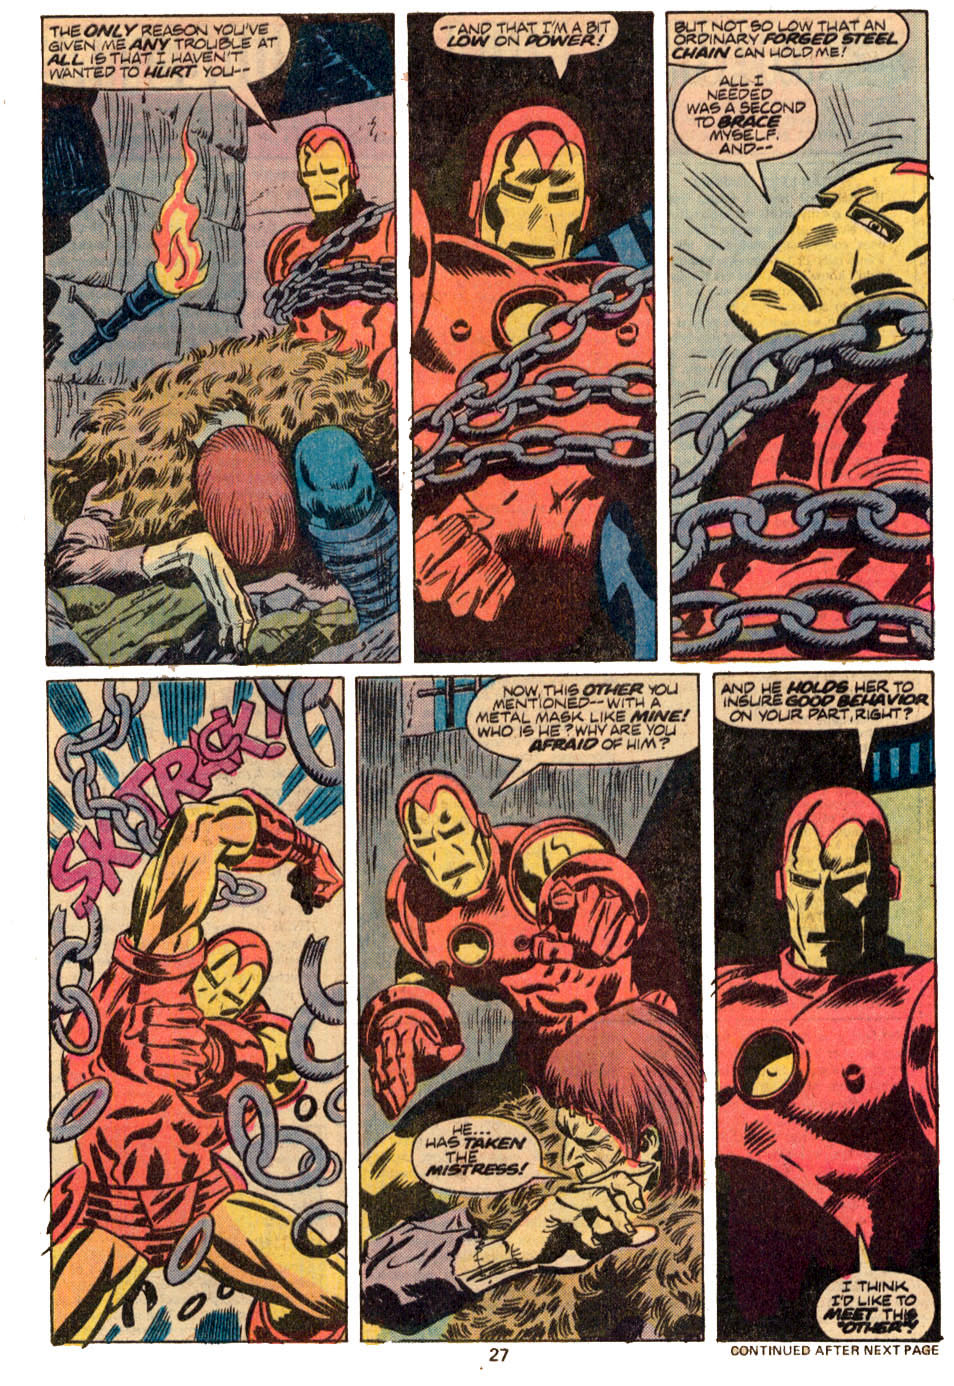 THE ONLY REASON YOU'VE
GIVEN ME ANY TROUBLE AT
ALL IS THAT I HAVEN'T
WANTED TO HURT YOU--
--AND THAT I'M A BIT
LOW ON POWER!
BUT NOT SO LOW THAT AN
ORDINARY FORGED STEEL
CHAIN CAN HOLD ME!
ALL I
NEEDED
WAS A SECOND
TO BRACE
MYSELF.
AND--
SKTRACK!
NOW, THIS OTHER YOU
MENTIONED--WITH A
METAL MASK LIKE MINE!
WHO IS HE? WHY ARE YOU
AFRAID OF HIM?
HE...
HAS TAKEN
THE
MISTRESS!
AND HE HOLDS HER TO
INSURE GOOD BEHAVIOR
ON YOUR PART, RIGHT?
I THINK
I'D LIKE TO
MEET THIS
"OTHER"!
27
CONTINUED AFTER NEXT PAGE